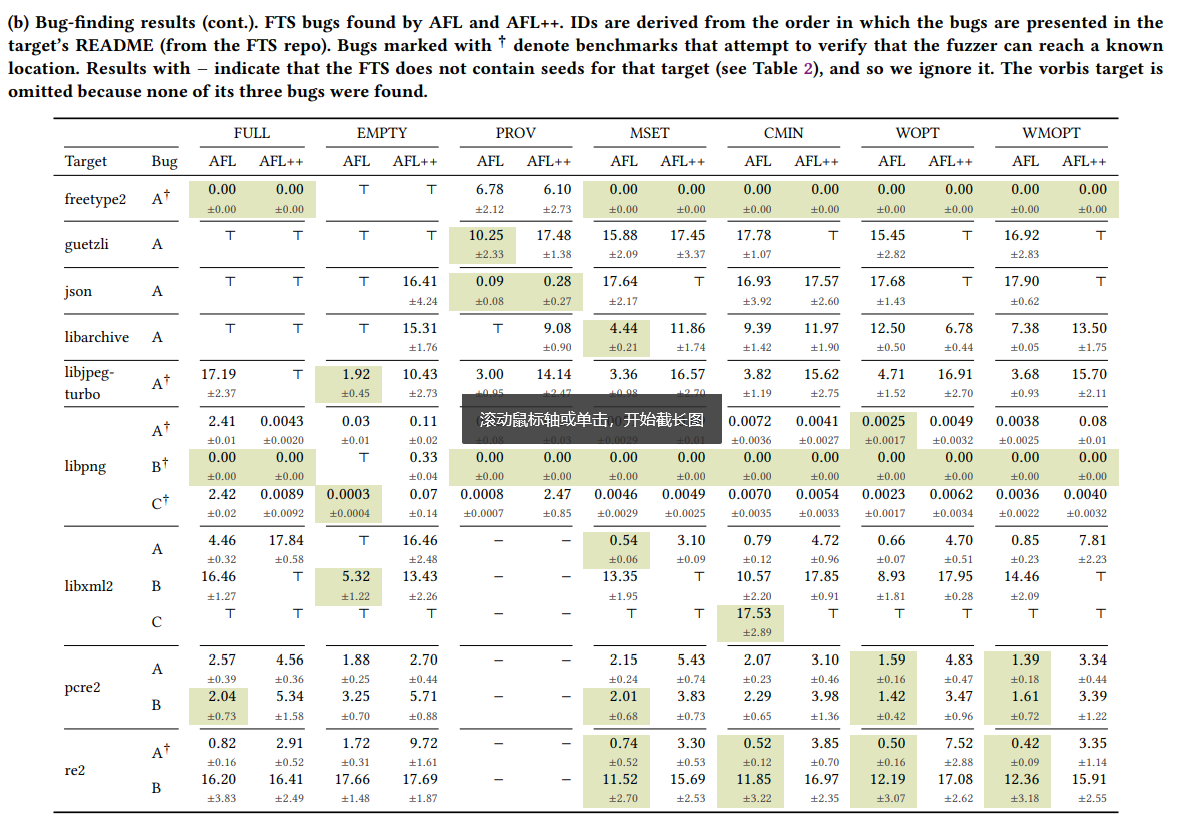 (b) Bug-finding results (cont.). FTS bugs found by AFL and AFL++. IDs are derived from the order in which the bugs are presented in the
target's README (from the FTS repo). Bugs marked with † denote benchmarks that attempt to verify that the fuzzer can reach a known
location. Results with – indicate that the FTS does not contain seeds for that target (see Table 2), and so we ignore it. The vorbis target is
omitted because none of its three bugs were found.
FULL EMPTY PROV MSET CMIN WOPT WMOPT
Target Bug AFL AFL++ AFL AFL++ AFL AFL++ AFL AFL++ AFL AFL++ AFL AFL++ AFL AFL++
freetype2 A† 0.00 0.00 ⊤ ⊤ 6.78 6.10 0.00 0.00 0.00 0.00 0.00 0.00 0.00 0.00
±0.00 ±0.00 ±2.12 ±2.73 ±0.00 ±0.00 ±0.00 ±0.00 ±0.00 ±0.00 ±0.00 ±0.00
guetzli A ⊤ ⊤ ⊤ ⊤ 10.25 17.48 15.88 17.45 17.78 ⊤ 15.45 ⊤ 16.92 ⊤
±2.33 ±1.38 ±2.09 ±3.37 ±1.07 ±2.82 ±2.83
json A ⊤ ⊤ ⊤ 16.41 0.09 0.28 17.64 ⊤ 16.93 17.57 17.68 ⊤ 17.90 ⊤
±4.24 ±0.08 ±0.27 ±2.17 ±3.92 ±2.60 ±1.43 ±0.62
libarchive A ⊤ ⊤ ⊤ 15.31 ⊤ 9.08 4.44 11.86 9.39 11.97 12.50 6.78 7.38 13.50
±1.76 ±0.90 ±0.21 ±1.74 ±1.42 ±1.90 ±0.50 ±0.44 ±0.05 ±1.75
libjpeg-turbo A† 17.19 ⊤ 1.92 10.43 3.00 14.14 3.36 16.57 3.82 15.62 4.71 16.91 3.68 15.70
±2.37 ±0.45 ±2.73 ±0.95 ±2.47 ±0.98 ±2.70 ±1.19 ±2.75 ±1.52 ±2.70 ±0.93 ±2.11
滚动鼠标轴或单击，开始截长图
libpng A† 2.41 0.0043 0.03 0.11 0.0072 0.0041 0.0025 0.0049 0.0038 0.08
±0.01 ±0.0020 ±0.01 ±0.02 ±0.0036 ±0.0027 ±0.0017 ±0.0032 ±0.0025 ±0.01
B† 0.00 0.00 ⊤ 0.33 0.00 0.00 0.00 0.00 0.00 0.00 0.00 0.00 0.00 0.00
±0.00 ±0.00 ±0.04 ±0.00 ±0.00 ±0.00 ±0.00 ±0.00 ±0.00 ±0.00 ±0.00 ±0.00 ±0.00
C† 2.42 0.0089 0.0003 0.07 0.0008 2.47 0.0046 0.0049 0.0070 0.0054 0.0023 0.0062 0.0036 0.0040
±0.02 ±0.0092 ±0.0004 ±0.14 ±0.0007 ±0.85 ±0.0029 ±0.0025 ±0.0035 ±0.0033 ±0.0017 ±0.0034 ±0.0022 ±0.0032
libxml2 A 4.46 17.84 ⊤ 16.46 – – 0.54 3.10 0.79 4.72 0.66 4.70 0.85 7.81
±0.32 ±0.58 ±2.48 ±0.06 ±0.09 ±0.12 ±0.96 ±0.07 ±0.51 ±0.23 ±2.23
B 16.46 ⊤ 5.32 13.43 – – 13.35 ⊤ 10.57 17.85 8.93 17.95 14.46 ⊤
±1.27 ±1.22 ±2.26 ±1.95 ±2.20 ±0.91 ±1.81 ±0.28 ±2.09
C ⊤ ⊤ ⊤ ⊤ – – ⊤ ⊤ 17.53 ⊤ ⊤ ⊤ ⊤ ⊤
±2.89
pcre2 A 2.57 4.56 1.88 2.70 – – 2.15 5.43 2.07 3.10 1.59 4.83 1.39 3.34
±0.39 ±0.36 ±0.25 ±0.44 ±0.24 ±0.74 ±0.23 ±0.46 ±0.16 ±0.47 ±0.18 ±0.44
B 2.04 5.34 3.25 5.71 – – 2.01 3.83 2.29 3.98 1.42 3.47 1.61 3.39
±0.73 ±1.58 ±0.70 ±0.88 ±0.68 ±0.73 ±0.65 ±1.36 ±0.42 ±0.96 ±0.72 ±1.22
re2 A† 0.82 2.91 1.72 9.72 – – 0.74 3.30 0.52 3.85 0.50 7.52 0.42 3.35
±0.16 ±0.52 ±0.31 ±1.61 ±0.52 ±0.53 ±0.12 ±0.70 ±0.16 ±2.88 ±0.09 ±1.14
B 16.20 16.41 17.66 17.69 – – 11.52 15.69 11.85 16.97 12.19 17.08 12.36 15.91
±3.83 ±2.49 ±1.48 ±1.87 ±2.70 ±2.53 ±3.22 ±2.35 ±3.07 ±2.62 ±3.18 ±2.55